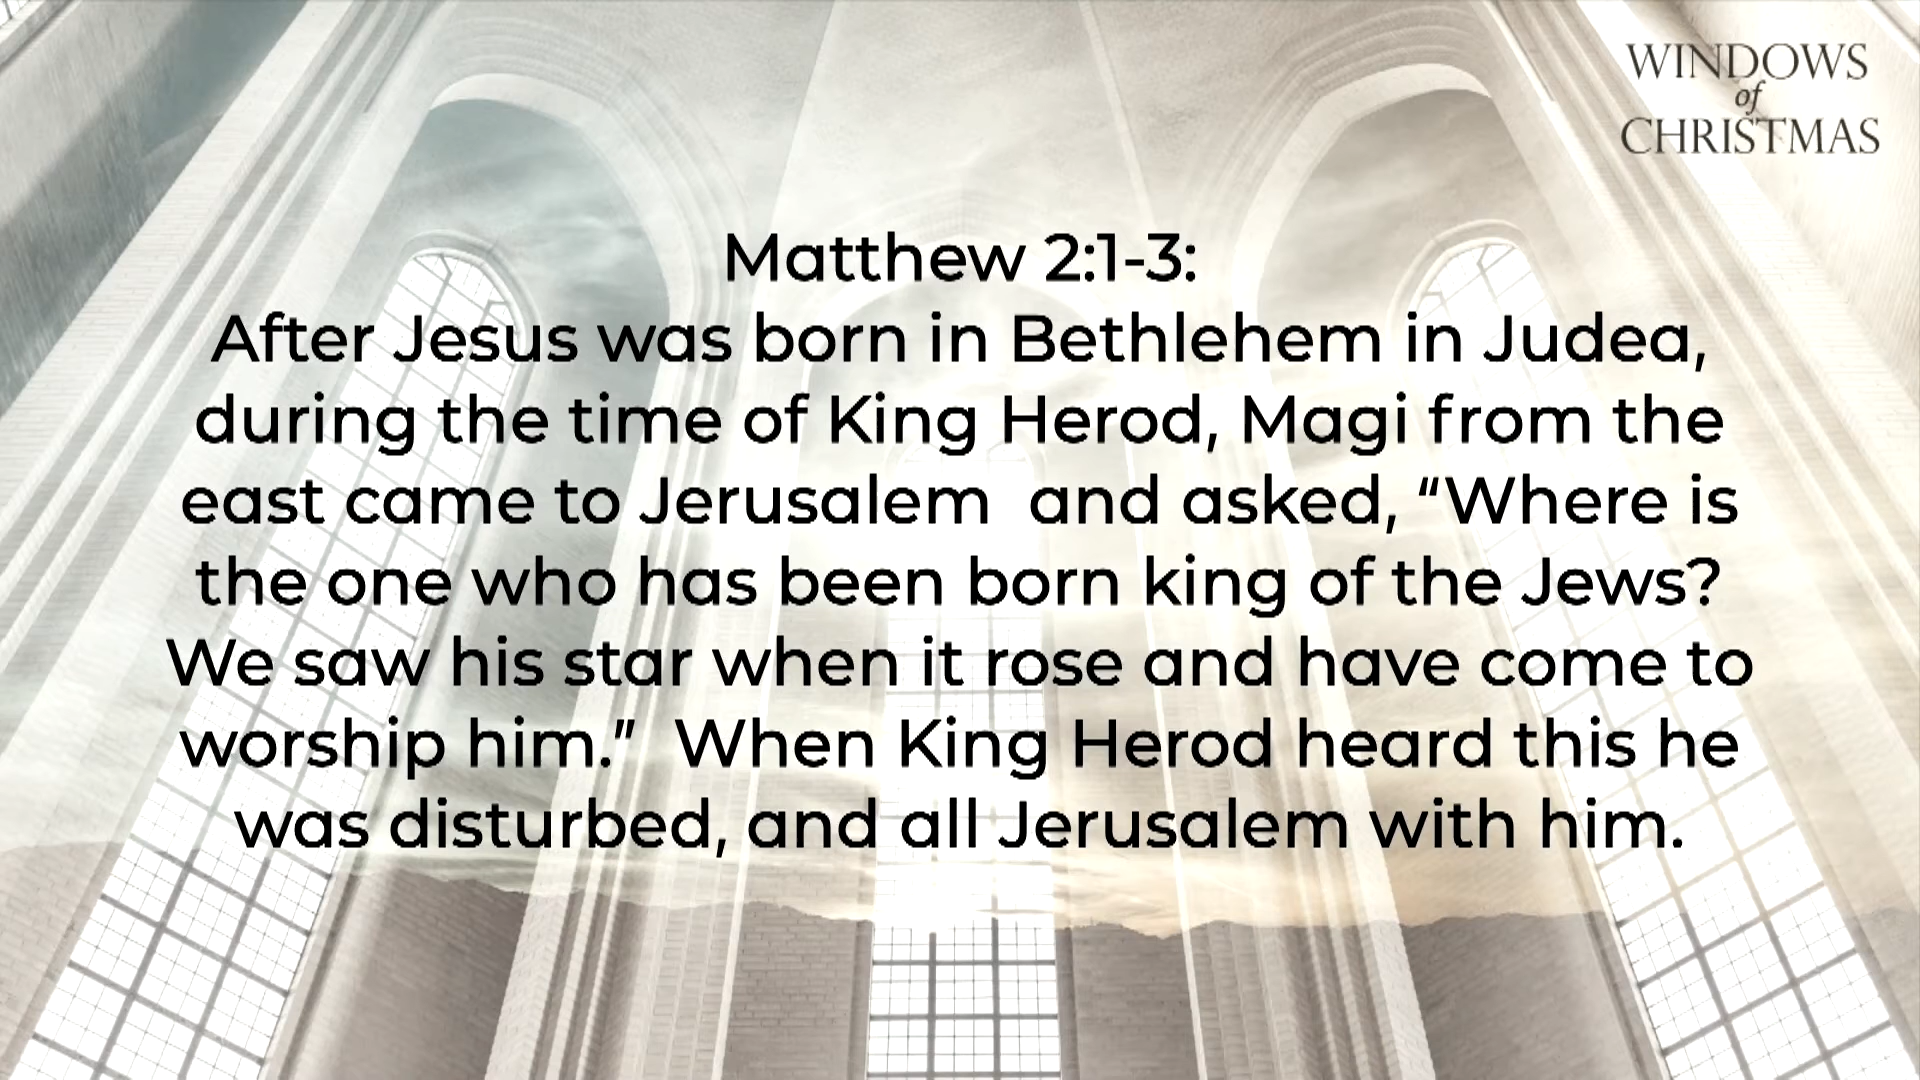 WINDOWS
of
CHRISTMAS
Matthew 2:1-3:
After Jesus was born in Bethlehem in Judea,
during the time of King Herod, Magi from the
east came to Jerusalem  and asked, “Where is
the one who has been born king of the Jews?
We saw his star when it rose and have come to
worship him.”  When King Herod heard this he
was disturbed, and all Jerusalem with him.